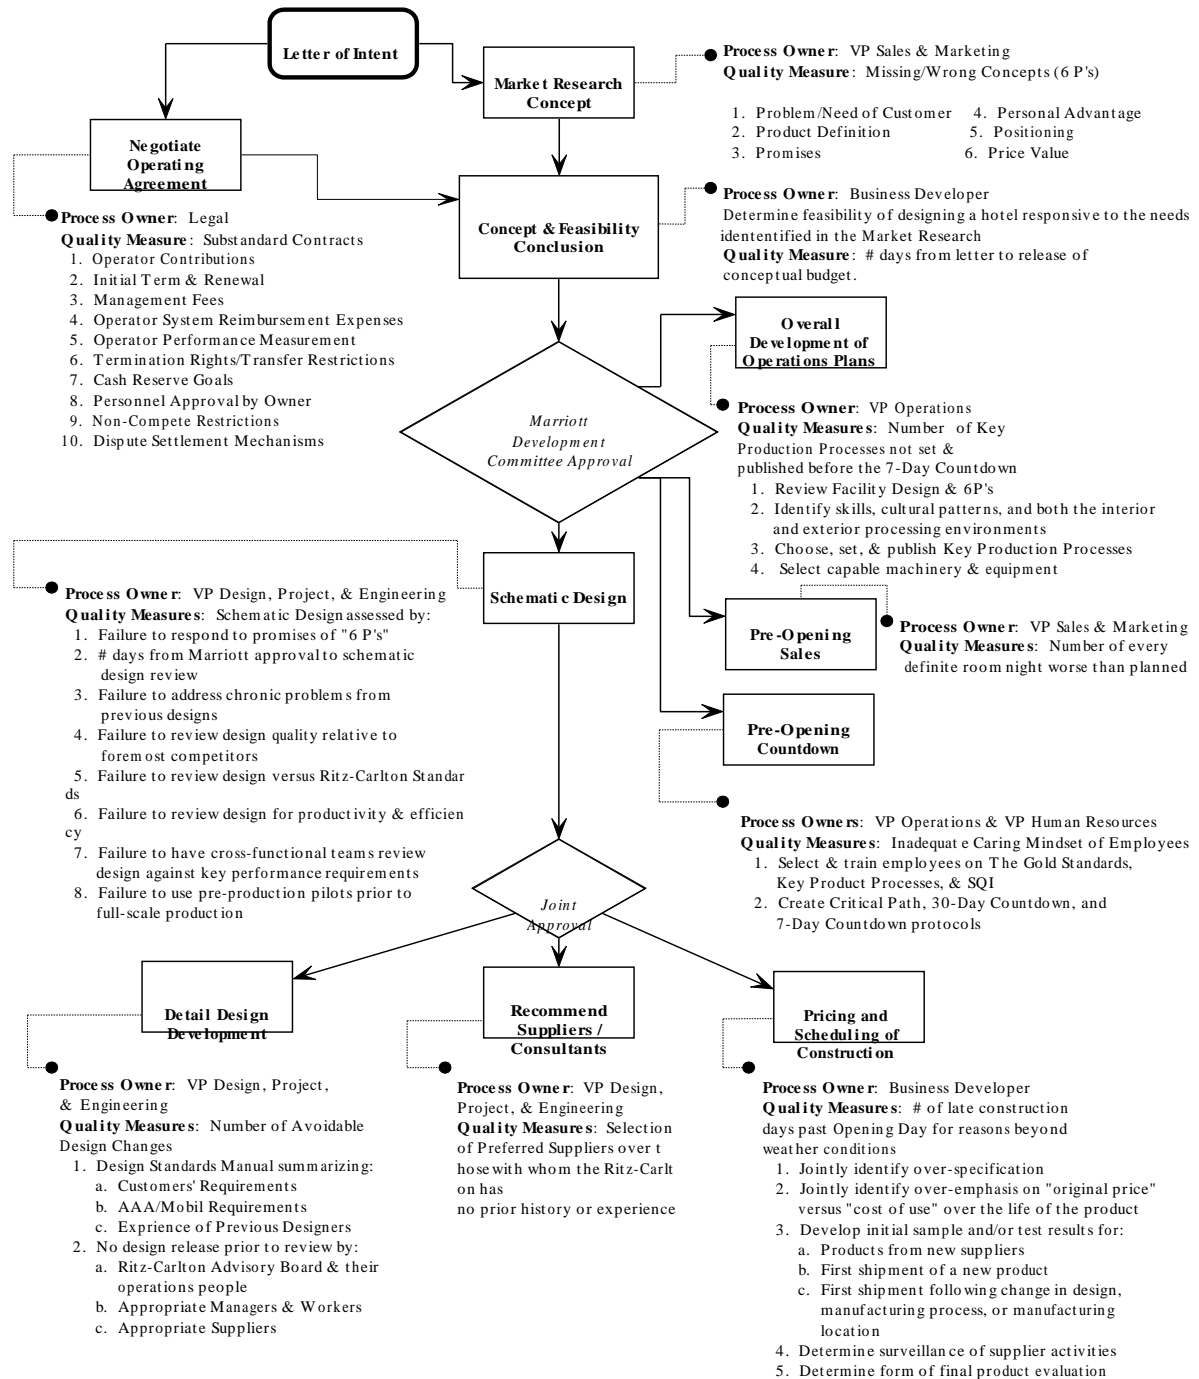 Letter of Intent
Market Research
Concept
Process Owner: VP Sales & Marketing
Quality Measure: Missing/Wrong Concepts (6 P's)
1. Problem/Need of Customer 4. Personal Advantage
2. Product Definition 5. Positioning
3. Promises 6. Price Value
Negotiate
Operating
Agreement
Process Owner: Legal
Quality Measure: Substandard Contracts
1. Operator Contributions
2. Initial Term & Renewal
3. Management Fees
4. Operator System Reimbursement Expenses
5. Operator Performance Measurement
6. Termination Rights/Transfer Restrictions
7. Cash Reserve Goals
8. Personnel Approval by Owner
9. Non-Compete Restrictions
10. Dispute Settlement Mechanisms
Concept & Feasibility
Conclusion
Process Owner: Business Developer
Determine feasibility of designing a hotel responsive to the needs
idententified in the Market Research
Quality Measure: # days from letter to release of
conceptual budget.
Marriott
Development
Committee Approval
Overall
Development of
Operations Plans
Process Owner: VP Operations
Quality Measures: Number of Key
Production Processes not set &
published before the 7-Day Countdown
1. Review Facility Design & 6P's
2. Identify skills, cultural patterns, and both the interior
and exterior processing environments
3. Choose, set, & publish Key Production Processes
4. Select capable machinery & equipment
Schematic Design
Process Owner: VP Design, Project, & Engineering
Quality Measures: Schematic Design assessed by:
1. Failure to respond to promises of "6 P's"
2. # days from Marriott approval to schematic
design review
3. Failure to address chronic problems from
previous designs
4. Failure to review design quality relative to
foremost competitors
5. Failure to review design versus Ritz-Carlton Standar
ds
6. Failure to review design for productivity & efficien
cy
7. Failure to have cross-functional teams review
design against key performance requirements
8. Failure to use pre-production pilots prior to
full-scale production
Pre-Opening
Sales
Process Owner: VP Sales & Marketing
Quality Measures: Number of every
definite room night worse than planned
Pre-Opening
Countdown
Process Owners: VP Operations & VP Human Resources
Quality Measures: Inadequate Caring Mindset of Employees
1. Select & train employees on The Gold Standards,
Key Product Processes, & SQI
2. Create Critical Path, 30-Day Countdown, and
7-Day Countdown protocols
Joint
Approval
Detail Design
Development
Process Owner: VP Design, Project,
& Engineering
Quality Measures: Number of Avoidable
Design Changes
1. Design Standards Manual summarizing:
a. Customers' Requirements
b. AAA/Mobil Requirements
c. Exprience of Previous Designers
2. No design release prior to review by:
a. Ritz-Carlton Advisory Board & their
operations people
b. Appropriate Managers & Workers
c. Appropriate Suppliers
Recommend
Suppliers /
Consultants
Process Owner: VP Design,
Project, & Engineering
Quality Measures: Selection
of Preferred Suppliers over t
hose with whom the Ritz-Carlt
on has
no prior history or experience
Pricing and
Scheduling of
Construction
Process Owner: Business Developer
Quality Measures: # of late construction
days past Opening Day for reasons beyond
weather conditions
1. Jointly identify over-specification
2. Jointly identify over-emphasis on "original price"
versus "cost of use" over the life of the product
3. Develop initial sample and/or test results for:
a. Products from new suppliers
b. First shipment of a new product
c. First shipment following change in design,
manufacturing process, or manufacturing
location
4. Determine surveillance of supplier activities
5. Determine form of final product evaluation